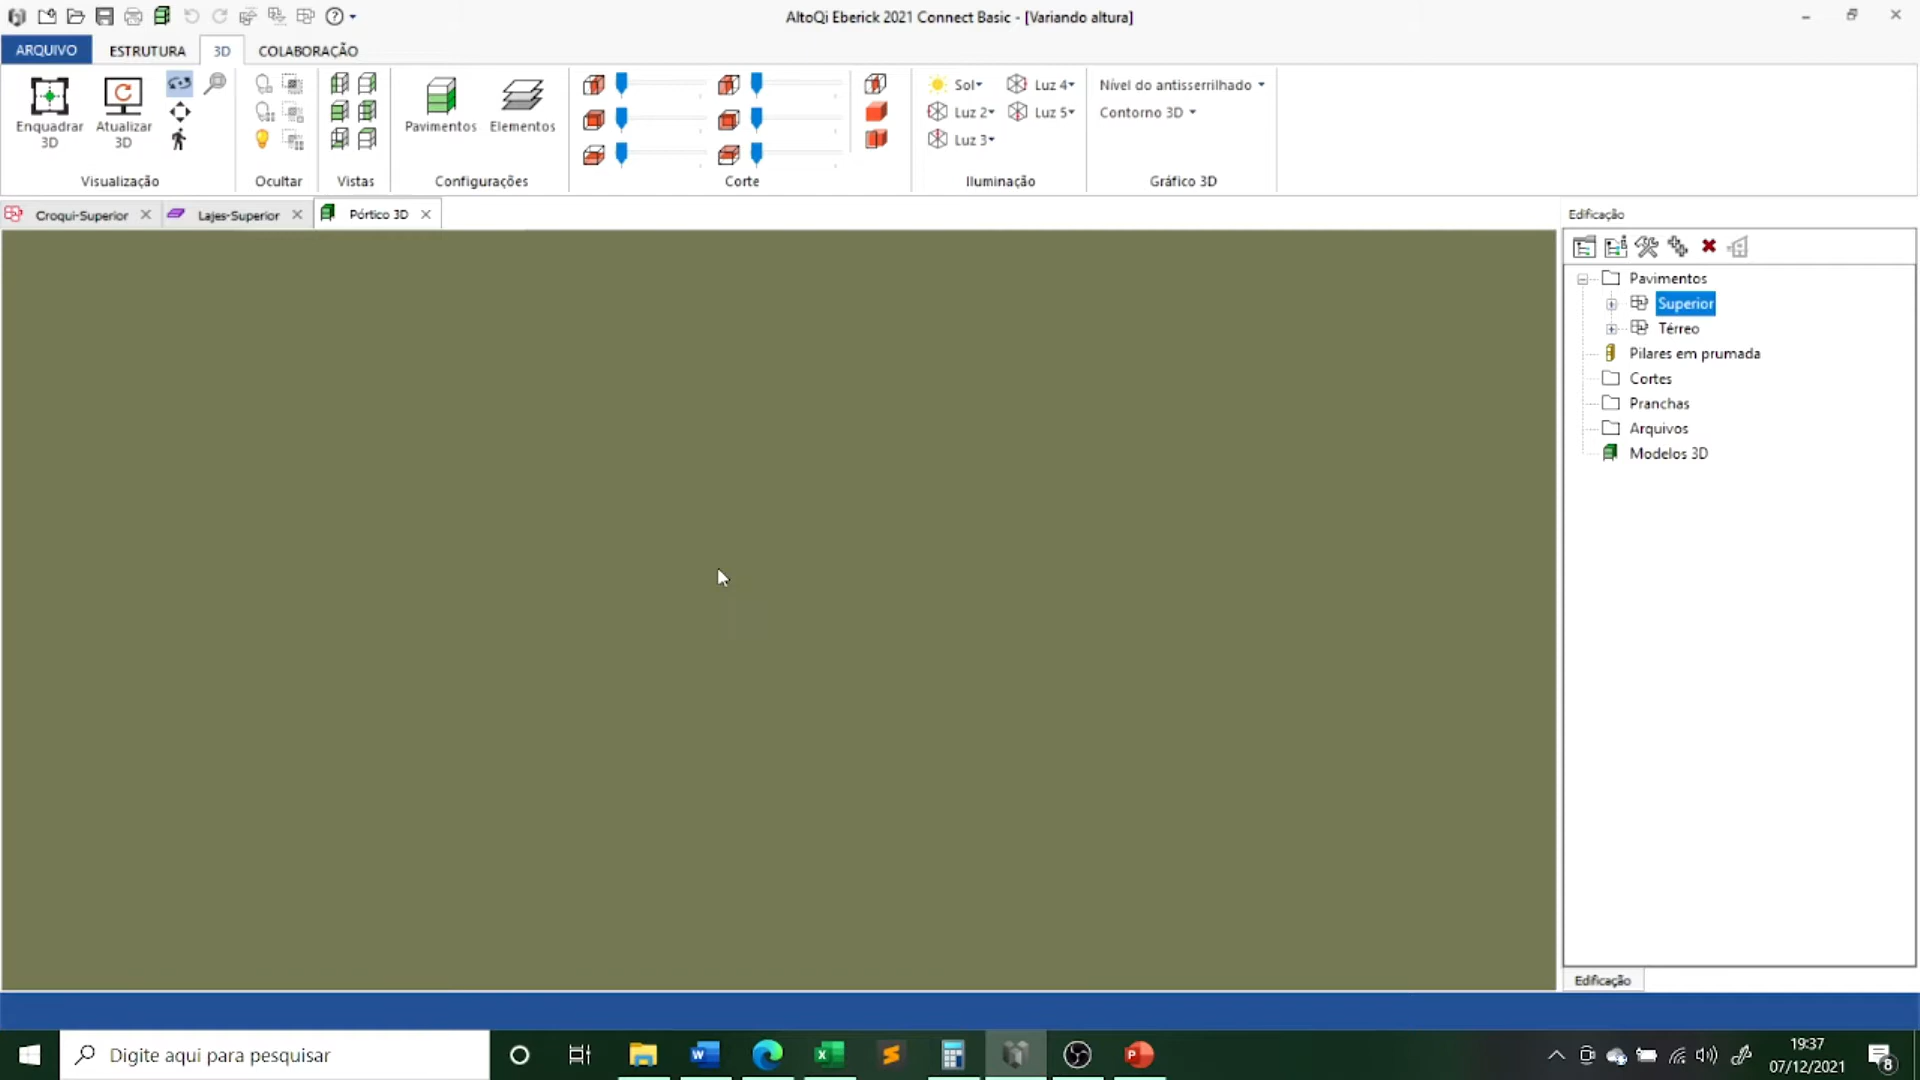 AltoQi Eberick 2021 Connect Basic - [Variando altura]
ARQUIVO ESTRUTURA 3D COLABORAÇÃO
Enquadrar 3D
Atualizar 3D
Pavimentos
Elementos
Sol
Luz 4
Luz 2
Luz 5
Luz 3
Nível do antisserrilhado
Contorno 3D
Visualização
Ocultar
Vistas
Configurações
Corte
Iluminação
Gráfico 3D
Croqui-Superior
Lajes-Superior
Pórtico 3D
Edificação
Pavimentos
Superior
Térreo
Pilares em prumada
Cortes
Pranchas
Arquivos
Modelos 3D
Edificação
Digite aqui para pesquisar
19:37
07/12/2021
8